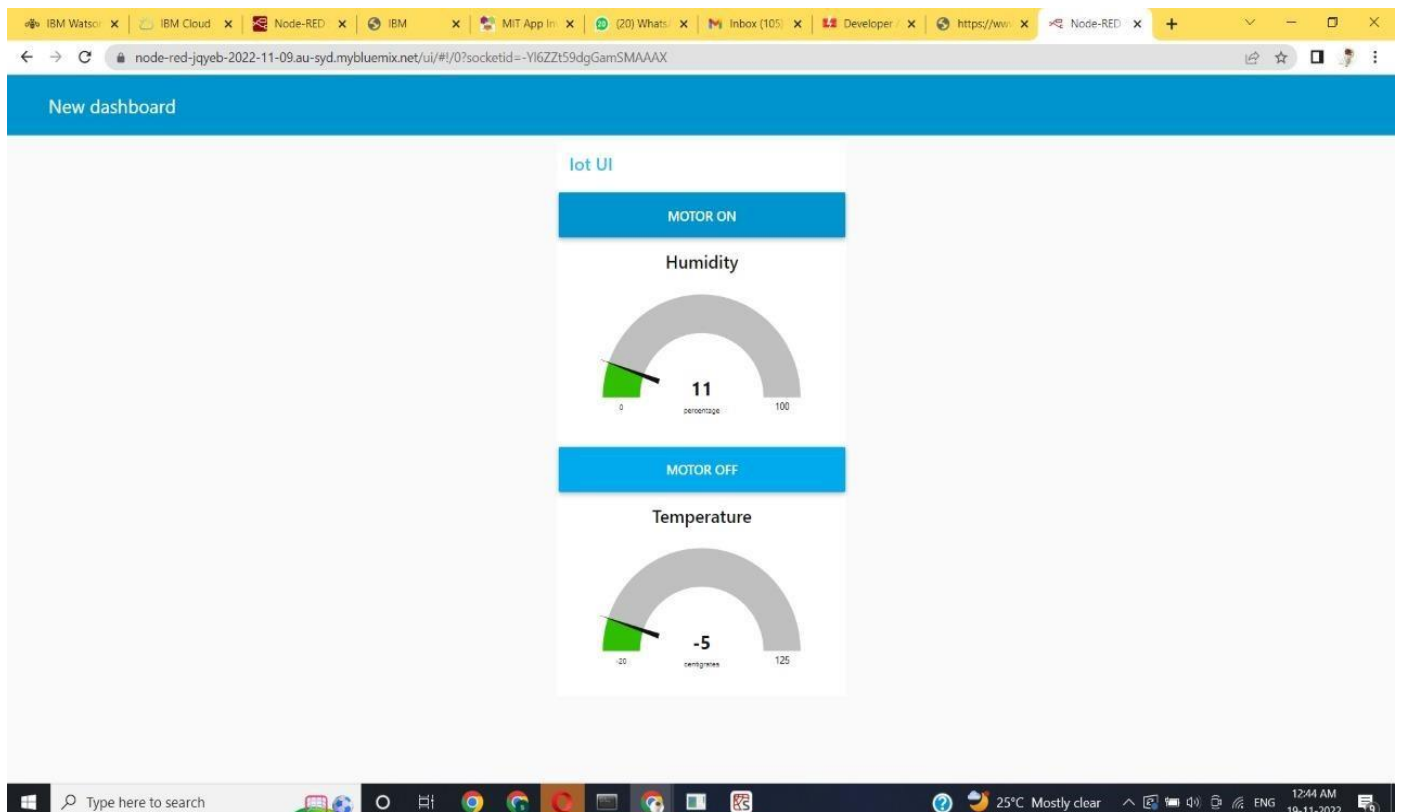 IBM Watson
IBM Cloud
Node-RED
IBM
MIT App In
(20) Whats
Inbox (105)
Developer
https://ww
Node-RED
node-red-jqyeb-2022-11-09.au-syd.mybluemix.net/ui/#!/0?socketid=-Yl6ZZt59dgGamSMAAAX
New dashboard
Iot UI
MOTOR ON
Humidity
11
percentage
0 100
MOTOR OFF
Temperature
-5
centigrates
-20 125
Type here to search
25°C Mostly clear
ENG
12:44 AM
19-11-2022